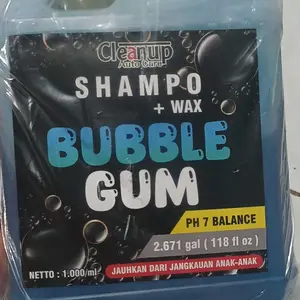 Cleanup
Auto Care
SHAMPO
+ WAX
BUBBLE
GUM
PH 7 BALANCE
2.671 gal ( 118 fl oz )
NETTO : 1.000/ml
JAUHKAN DARI JANGKAUAN ANAK-ANAK